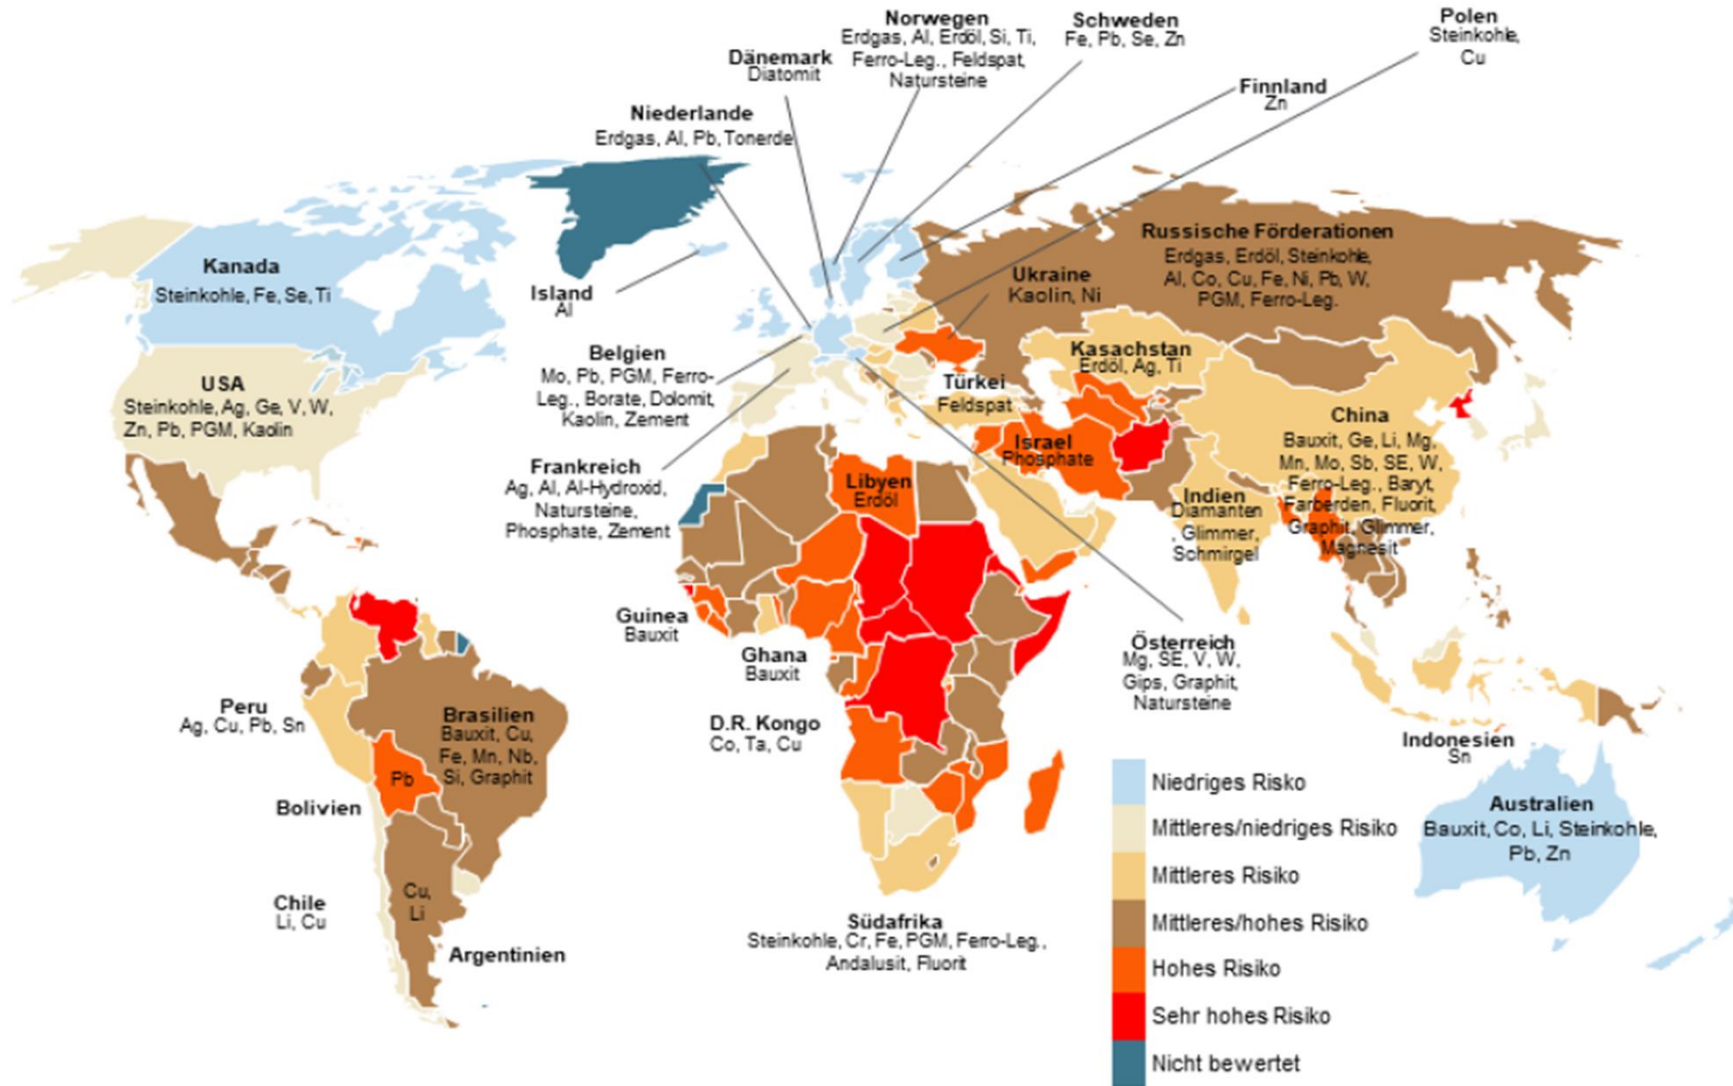 Norwegen
Erdgas, Al, Erdöl, Si, Ti,
Ferro-Leg., Feldspat,
Natursteine
Schweden
Fe, Pb, Se, Zn
Polen
Steinkohle,
Cu
Dänemark
Diatomit
Finnland
Zn
Niederlande
Erdgas, Al, Pb, Tonerde
Kanada
Steinkohle, Fe, Se, Ti
Island
Al
Russische Förderationen
Erdgas, Erdöl, Steinkohle,
Al, Co, Cu, Fe, Ni, Pb, W,
PGM, Ferro-Leg.
Ukraine
Kaolin, Ni
Belgien
Mo, Pb, PGM, Ferro-
Leg., Borate, Dolomit,
Kaolin, Zement
Kasachstan
Erdöl, Ag, Ti
USA
Steinkohle, Ag, Ge, V, W,
Zn, Pb, PGM, Kaolin
Türkei
Feldspat
China
Bauxit, Ge, Li, Mg,
Mn, Mo, Sb, SE, W,
Ferro-Leg., Baryt,
Farberden, Fluorit,
Graphit, Glimmer,
Magnesit
Israel
Phosphate
Frankreich
Ag, Al, Al-Hydroxid,
Natursteine,
Phosphate, Zement
Libyen
Erdöl
Indien
Diamanten
, Glimmer,
Schmirgel
Guinea
Bauxit
Ghana
Bauxit
Österreich
Mg, SE, V, W,
Gips, Graphit,
Natursteine
Peru
Ag, Cu, Pb, Sn
Brasilien
Bauxit, Cu,
Fe, Mn, Nb,
Si, Graphit
D.R. Kongo
Co, Ta, Cu
Indonesien
Sn
Pb
Bolivien
Australien
Bauxit, Co, Li, Steinkohle,
Pb, Zn
Chile
Li, Cu
Cu,
Li
Argentinien
Südafrika
Steinkohle, Cr, Fe, PGM, Ferro-Leg.,
Andalusit, Fluorit
Niedriges Risiko
Mittleres/niedriges Risiko
Mittleres Risiko
Mittleres/hohes Risiko
Hohes Risiko
Sehr hohes Risiko
Nicht bewertet